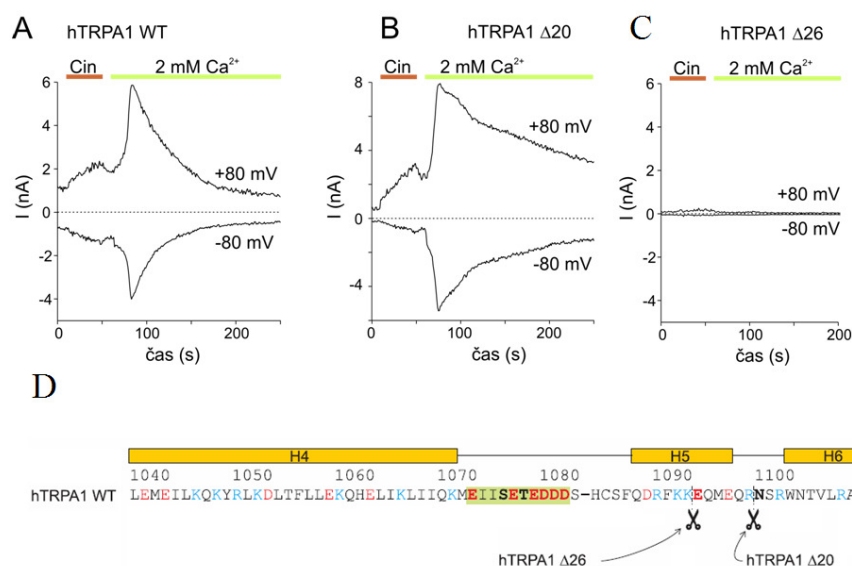 A hTRPA1 WT
Cin 2 mM Ca²⁺
I (nA)
6
4
2
0
-2
-4
+80 mV
-80 mV
0 100 200
čas (s)
B hTRPA1 Δ20
Cin 2 mM Ca²⁺
I (nA)
8
6
4
2
0
-2
-4
+80 mV
-80 mV
0 100 200
čas (s)
C hTRPA1 Δ26
Cin 2 mM Ca²⁺
I (nA)
6
4
2
0
-2
-4
+80 mV
-80 mV
0 100 200
čas (s)
D
H4 H5 H6
1040 1050 1060 1070 1080 1092 1100
hTRPA1 WT LEMEILKQKYRLKDLTFLLEKQHELIKLIIQKMEIISETEDDDS-HCSFQDRFKKEQMEQRNSRWNTVLRA
hTRPA1 Δ26 hTRPA1 Δ20